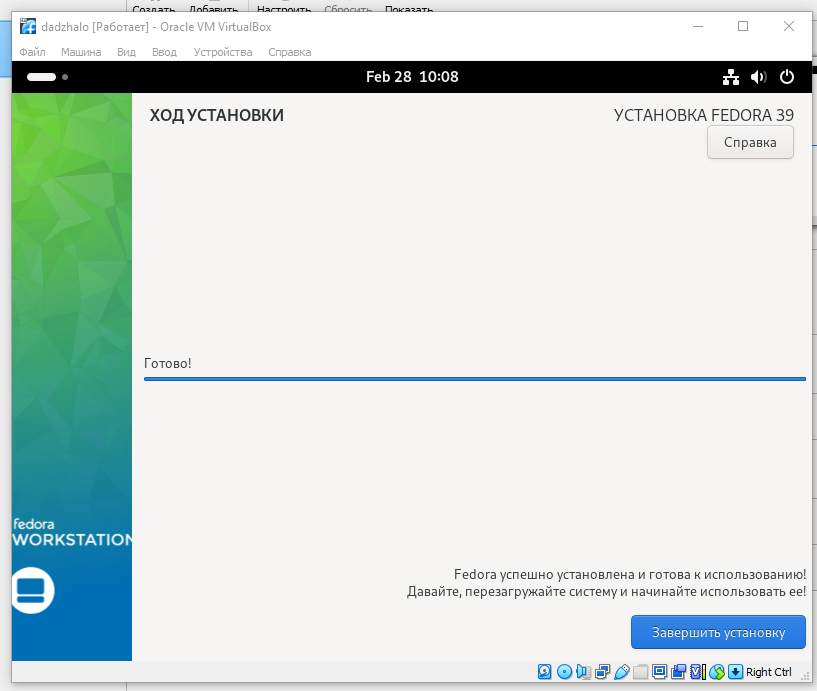 Создать Добавить Настроить Сбросить Показать
dadzhalo [Работает] - Oracle VM VirtualBox
Файл Машина Вид Ввод Устройства Справка
Feb 28 10:08
ХОД УСТАНОВКИ
УСТАНОВКА FEDORA 39
Справка
Готово!
fedora
WORKSTATION
Fedora успешно установлена и готова к использованию!
Давайте, перезагружайте систему и начинайте использовать ее!
Завершить установку
Right Ctrl